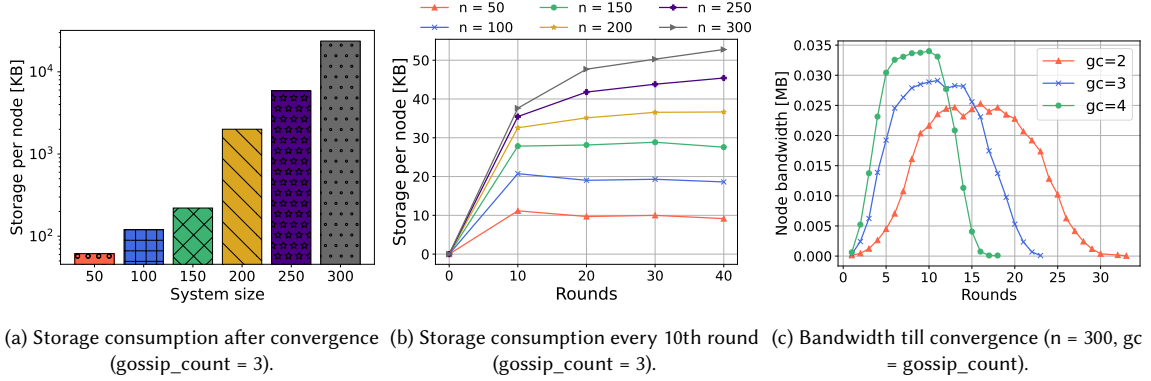 Storage per node [KB]
10^4
10^3
10^2
50 100 150 200 250 300
System size
n = 50 n = 150 n = 250
n = 100 n = 200 n = 300
Storage per node [KB]
50
40
30
20
10
0
0 10 20 30 40
Rounds
Node bandwidth [MB]
0.035
0.030
0.025
0.020
0.015
0.010
0.005
0.000
gc=2
gc=3
gc=4
0 5 10 15 20 25 30
Rounds
(a) Storage consumption after convergence
(gossip_count = 3).
(b) Storage consumption every 10th round
(gossip_count = 3).
(c) Bandwidth till convergence (n = 300, gc
= gossip_count).